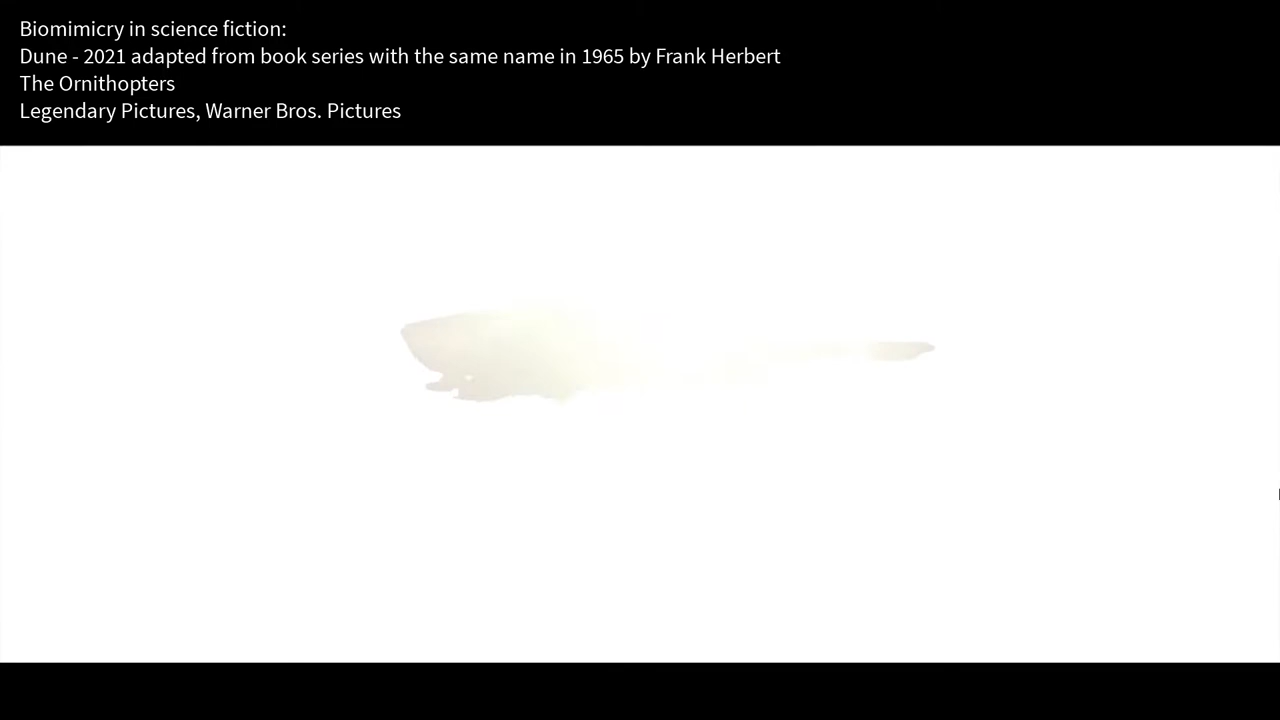 Biomimicry in science fiction:
Dune - 2021 adapted from book series with the same name in 1965 by Frank Herbert
The Ornithopters
Legendary Pictures, Warner Bros. Pictures